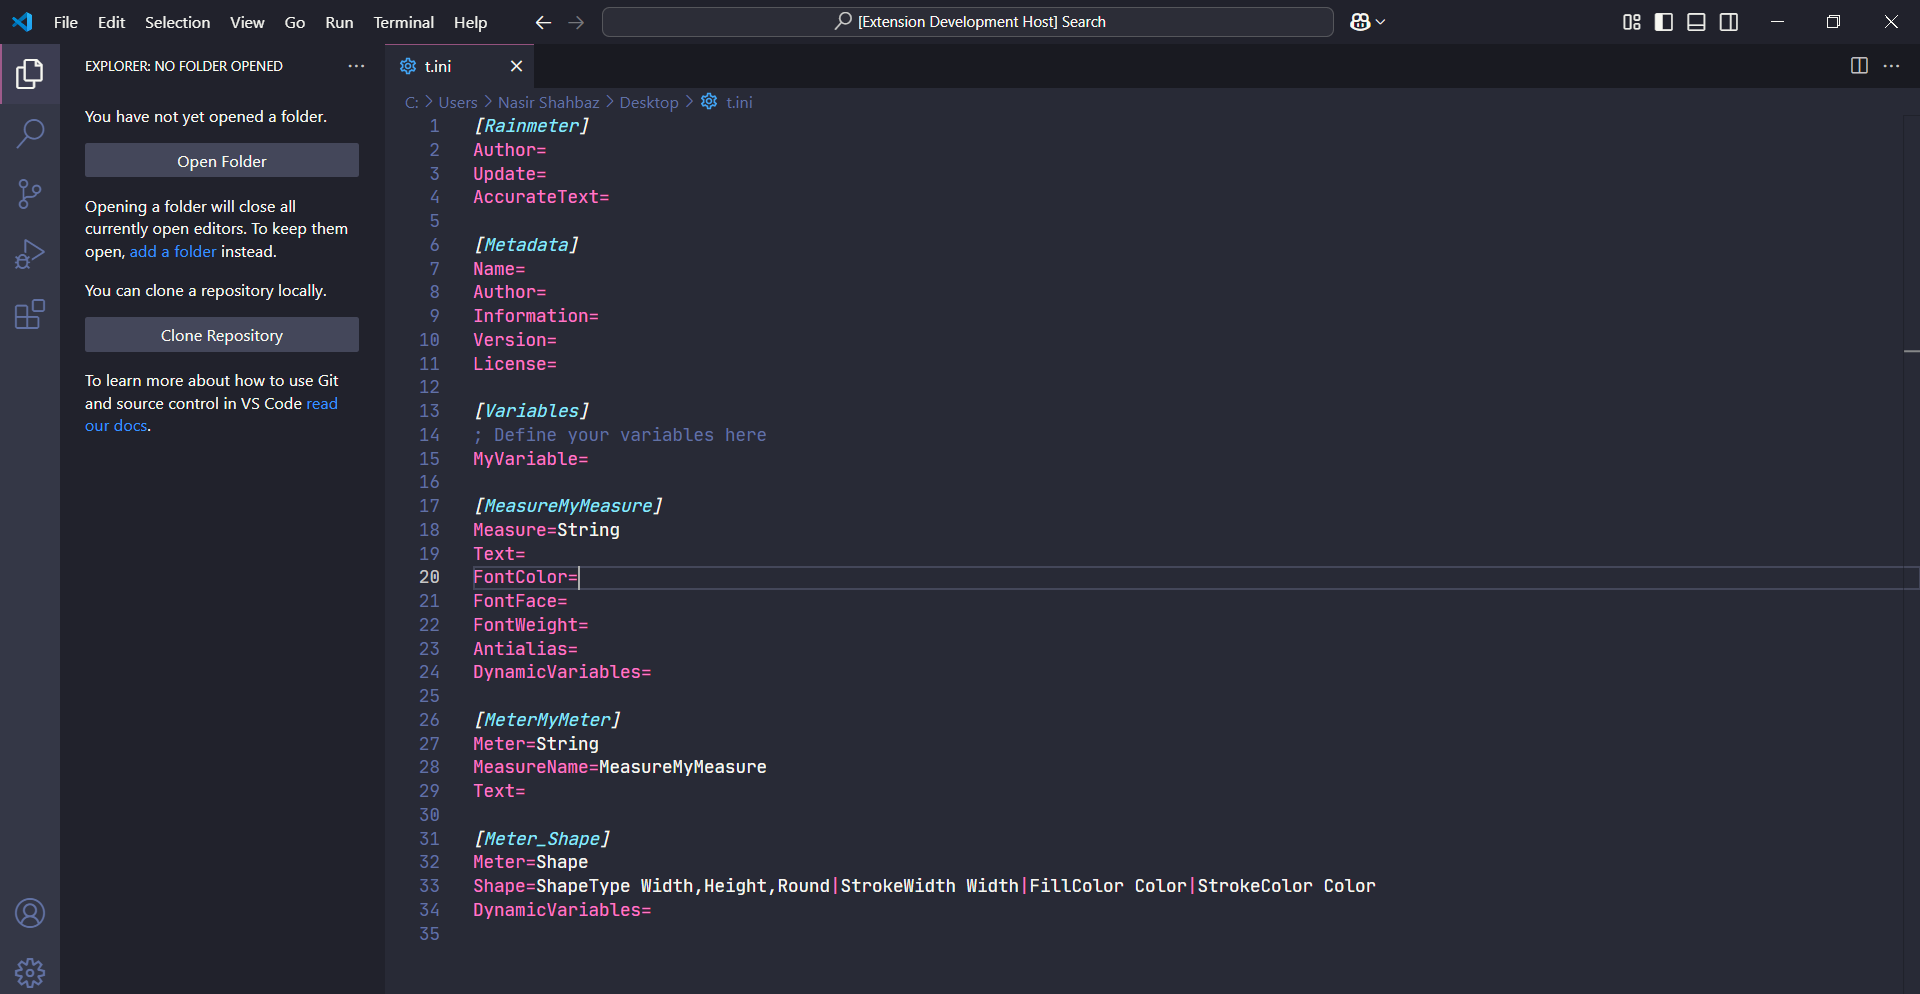 File Edit Selection View Go Run Terminal Help
[Extension Development Host] Search
EXPLORER: NO FOLDER OPENED
You have not yet opened a folder.
Open Folder
Opening a folder will close all
currently open editors. To keep them
open, add a folder instead.
You can clone a repository locally.
Clone Repository
To learn more about how to use Git
and source control in VS Code read
our docs.
t.ini
C: > Users > Nasir Shahbaz > Desktop > t.ini
1 [Rainmeter]
2 Author=
3 Update=
4 AccurateText=
5
6 [Metadata]
7 Name=
8 Author=
9 Information=
10 Version=
11 License=
12
13 [Variables]
14 ; Define your variables here
15 MyVariable=
16
17 [MeasureMyMeasure]
18 Measure=String
19 Text=
20 FontColor=
21 FontFace=
22 FontWeight=
23 Antialias=
24 DynamicVariables=
25
26 [MeterMyMeter]
27 Meter=String
28 MeasureName=MeasureMyMeasure
29 Text=
30
31 [Meter_Shape]
32 Meter=Shape
33 Shape=ShapeType Width,Height,Round|StrokeWidth Width|FillColor Color|StrokeColor Color
34 DynamicVariables=
35